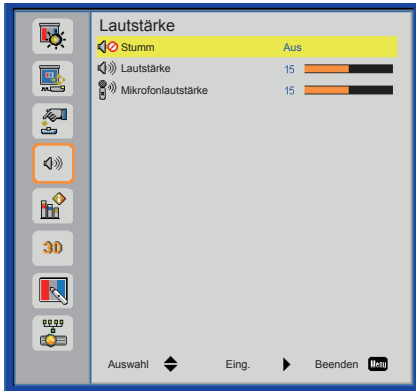 Lautstärke
Stumm Aus
Lautstärke 15
Mikrofonlautstärke 15
3D
Auswahl Eing. Beenden Menu